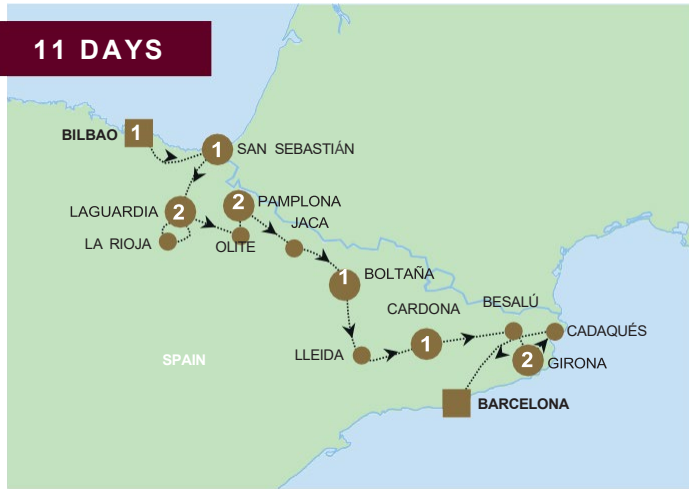 11 DAYS
BILBAO
1
1
SAN SEBASTIÁN
LAGUARDIA
2
2
PAMPLONA
LA RIOJA
OLITE
JACA
1
BOLTAÑA
CARDONA
BESALÚ
CADAQUÉS
LLEIDA
1
2
GIRONA
SPAIN
BARCELONA